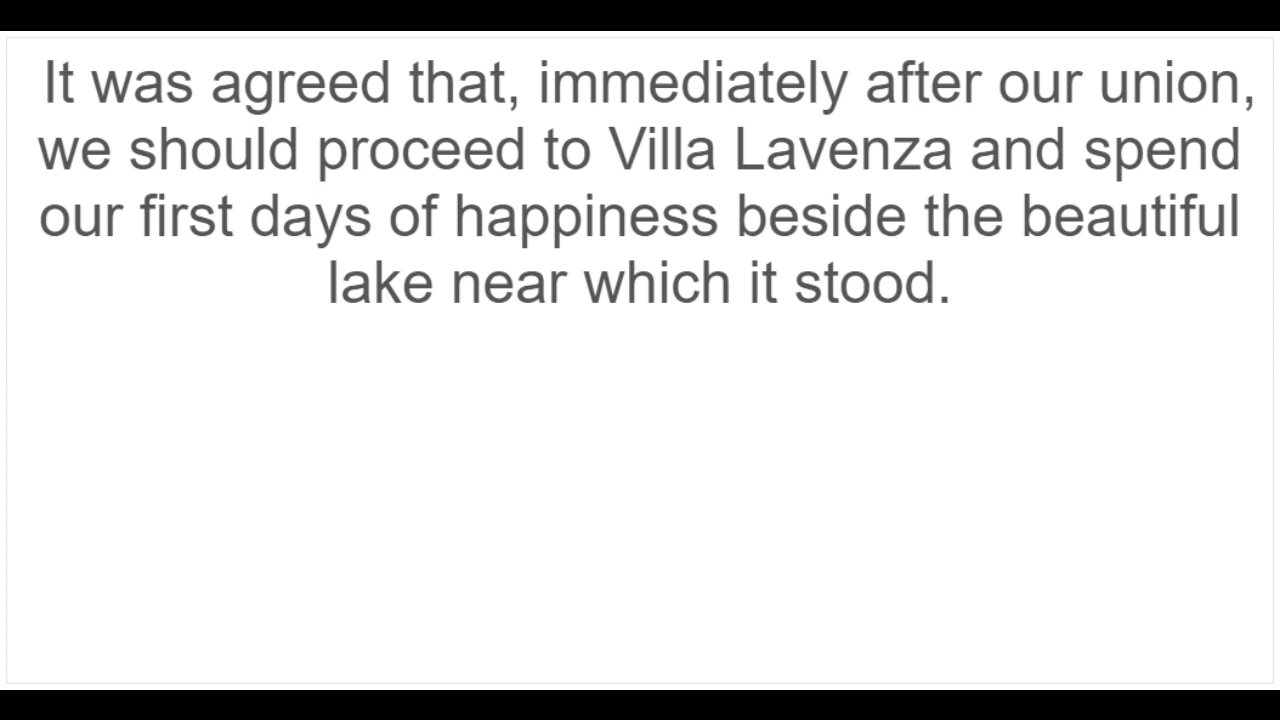 It was agreed that, immediately after our union,
we should proceed to Villa Lavenza and spend
our first days of happiness beside the beautiful
lake near which it stood.